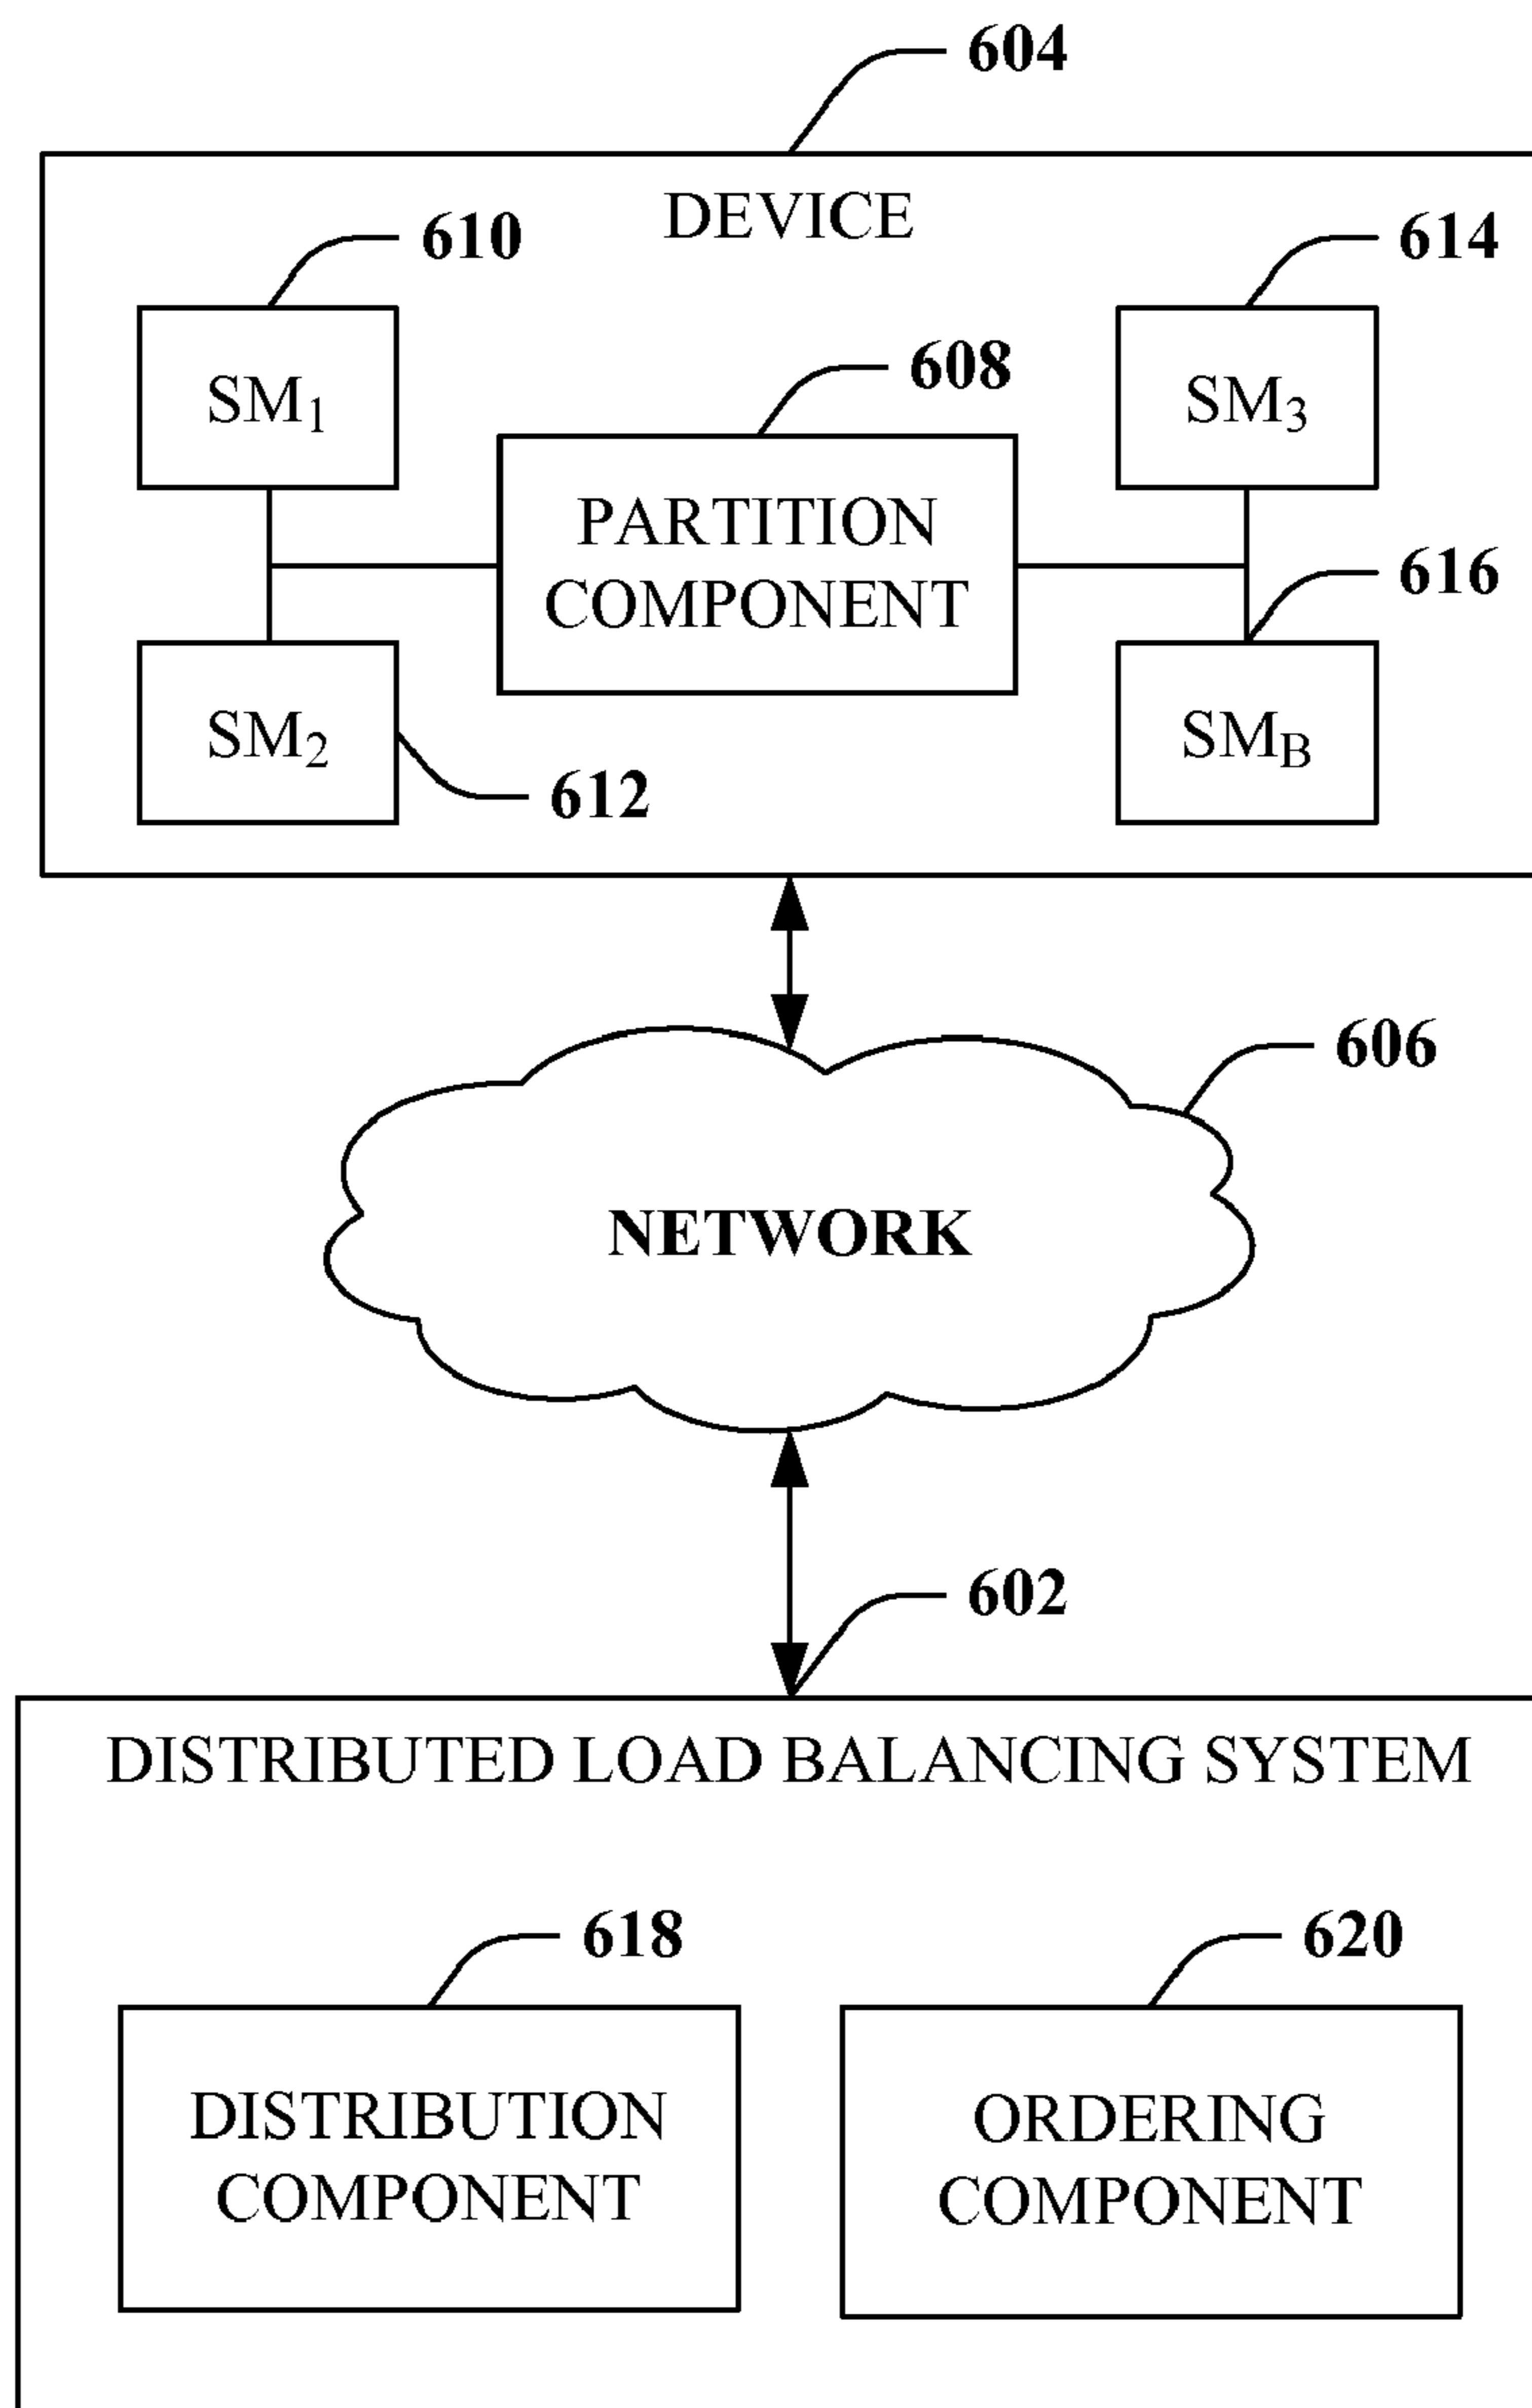 604
DEVICE
610
614
SM₁
608
SM₃
PARTITION
COMPONENT
616
SM₂
SM_B
612
606
NETWORK
602
DISTRIBUTED LOAD BALANCING SYSTEM
618
620
DISTRIBUTION
COMPONENT
ORDERING
COMPONENT